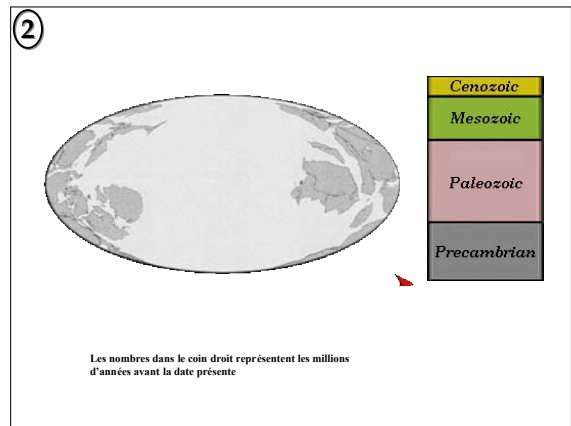 2
Cenozoic
Mesozoic
Paleozoic
Precambrian
Les nombres dans le coin droit représentent les millions
d'années avant la date présente